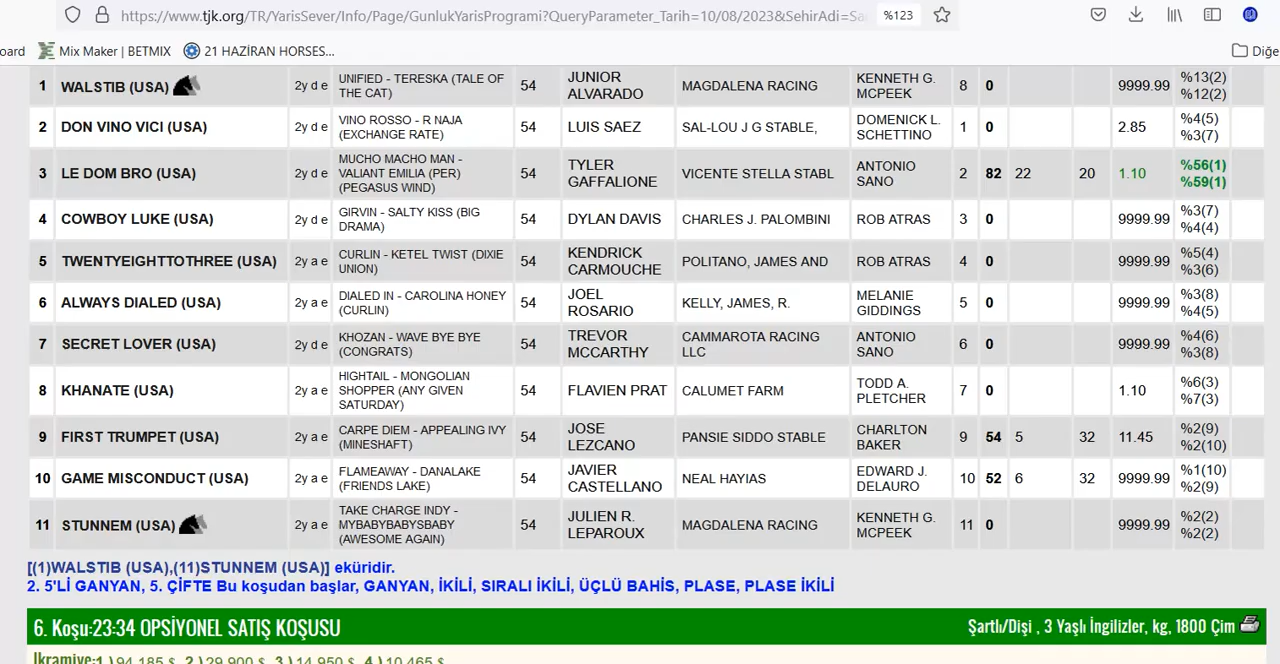 https://www.tjk.org/TR/YarisSever/Info/Page/GunlukYarisProgrami?QueryParameter_Tarih=10/08/2023&SehirAdi=Sa %123
oard Mix Maker | BETMIX 21 HAZİRAN HORSES... Diğe
1 WALSTIB (USA) 2y d e UNIFIED - TERESKA (TALE OF THE CAT) 54 JUNIOR ALVARADO MAGDALENA RACING KENNETH G. MCPEEK 8 0 9999.99 %13(2) %12(2)
2 DON VINO VICI (USA) 2y d e VINO ROSSO - R NAJA (EXCHANGE RATE) 54 LUIS SAEZ SAL-LOU J G STABLE, DOMENICK L. SCHETTINO 1 0 2.85 %4(5) %3(7)
3 LE DOM BRO (USA) 2y d e MUCHO MACHO MAN - VALIANT EMILIA (PER) (PEGASUS WIND) 54 TYLER GAFFALIONE VICENTE STELLA STABL ANTONIO SANO 2 82 22 20 1.10 %56(1) %59(1)
4 COWBOY LUKE (USA) 2y d e GIRVIN - SALTY KISS (BIG DRAMA) 54 DYLAN DAVIS CHARLES J. PALOMBINI ROB ATRAS 3 0 9999.99 %3(7) %4(4)
5 TWENTYEIGHTTOTHREE (USA) 2y a e CURLIN - KETEL TWIST (DIXIE UNION) 54 KENDRICK CARMOUCHE POLITANO, JAMES AND ROB ATRAS 4 0 9999.99 %5(4) %3(6)
6 ALWAYS DIALED (USA) 2y a e DIALED IN - CAROLINA HONEY (CURLIN) 54 JOEL ROSARIO KELLY, JAMES, R. MELANIE GIDDINGS 5 0 9999.99 %3(8) %4(5)
7 SECRET LOVER (USA) 2y d e KHOZAN - WAVE BYE BYE (CONGRATS) 54 TREVOR MCCARTHY CAMMAROTA RACING LLC ANTONIO SANO 6 0 9999.99 %4(6) %3(8)
8 KHANATE (USA) 2y a e HIGHTAIL - MONGOLIAN SHOPPER (ANY GIVEN SATURDAY) 54 FLAVIEN PRAT CALUMET FARM TODD A. PLETCHER 7 0 1.10 %6(3) %7(3)
9 FIRST TRUMPET (USA) 2y a e CARPE DIEM - APPEALING IVY (MINESHAFT) 54 JOSE LEZCANO PANSIE SIDDO STABLE CHARLTON BAKER 9 54 5 32 11.45 %2(9) %2(10)
10 GAME MISCONDUCT (USA) 2y a e FLAMEAWAY - DANALAKE (FRIENDS LAKE) 54 JAVIER CASTELLANO NEAL HAYIAS EDWARD J. DELAURO 10 52 6 32 9999.99 %1(10) %2(9)
11 STUNNEM (USA) 2y a e TAKE CHARGE INDY - MYBABYBABYSBABY (AWESOME AGAIN) 54 JULIEN R. LEPAROUX MAGDALENA RACING KENNETH G. MCPEEK 11 0 9999.99 %2(2) %2(2)
[(1)WALSTIB (USA),(11)STUNNEM (USA)] eküridir.
2. 5'Lİ GANYAN, 5. ÇİFTE Bu koşudan başlar, GANYAN, İKİLİ, SIRALI İKİLİ, ÜÇLÜ BAHİS, PLASE, PLASE İKİLİ
6. Koşu:23:34 OPSİYONEL SATIŞ KOŞUSU Şartlı/Dişi , 3 Yaşlı İngilizler, kg, 1800 Çim
İkramiye:1.)94.185 $ 2.)29.900 $ 3.)14.950 $ 4.)10.465 $